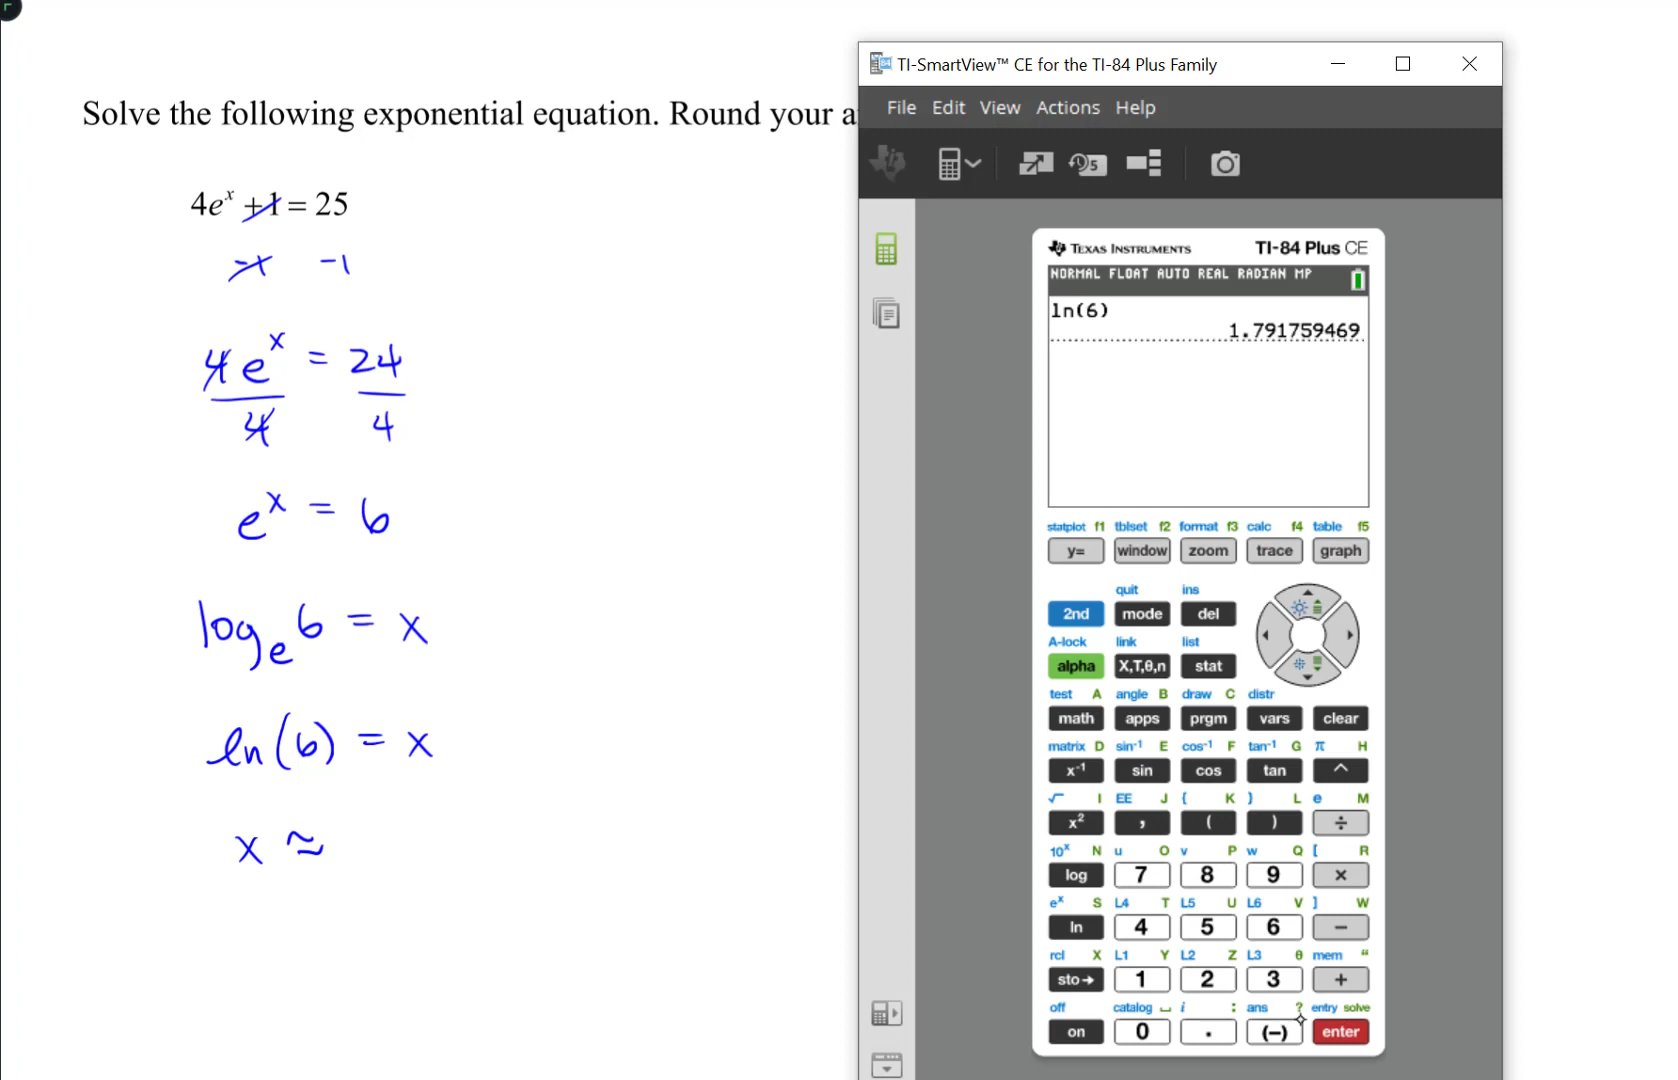 Solve the following exponential equation. Round your a
4e^x + 1 = 25
-1 -1
4e^x = 24
4 4
e^x = 6
log_e 6 = x
ln(6) = x
x ≈
TI-SmartView™ CE for the TI-84 Plus Family
File Edit View Actions Help
5
TEXAS INSTRUMENTS TI-84 Plus CE
NORMAL FLOAT AUTO REAL RADIAN MP
ln(6)
1.791759469
statplot f1 tblset f2 format f3 calc f4 table f5
y= window zoom trace graph
quit ins
2nd mode del
A-lock link list
alpha X,T,θ,n stat
test A angle B draw C distr
math apps prgm vars clear
matrix D sin⁻¹ E cos⁻¹ F tan⁻¹ G π H
x⁻¹ sin cos tan ^
√ I EE J { K } L e M
x² , ( ) ÷
10^x N u O v P w Q [ R
log 7 8 9 ×
e^x S L4 T L5 U L6 V ] W
ln 4 5 6 −
rcl X L1 Y L2 Z L3 θ mem "
sto→ 1 2 3 +
off catalog ⎵ i : ans ? entry solve
on 0 . (−) enter